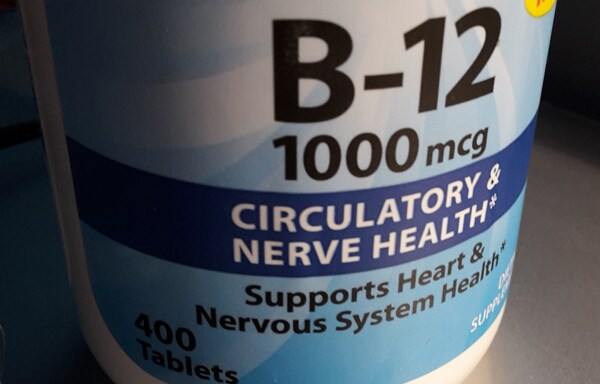 B-12
1000 mcg
CIRCULATORY &
NERVE HEALTH*
Supports Heart &
Nervous System Health*
400
Tablets